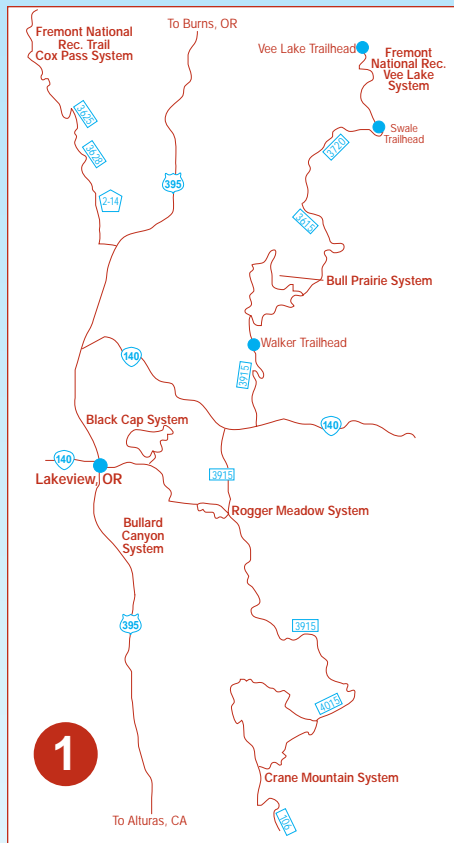 Fremont National
Rec. Trail
Cox Pass System
To Burns, OR
Vee Lake Trailhead
Fremont
National Rec.
Vee Lake
System
Swale
Trailhead
3625
3628
2-14
395
3720
3615
Bull Prairie System
Walker Trailhead
140
3915
Black Cap System
140
140
Lakeview, OR
3915
Bullard
Canyon
System
Rogger Meadow System
395
3915
4015
1
Crane Mountain System
106
To Alturas, CA